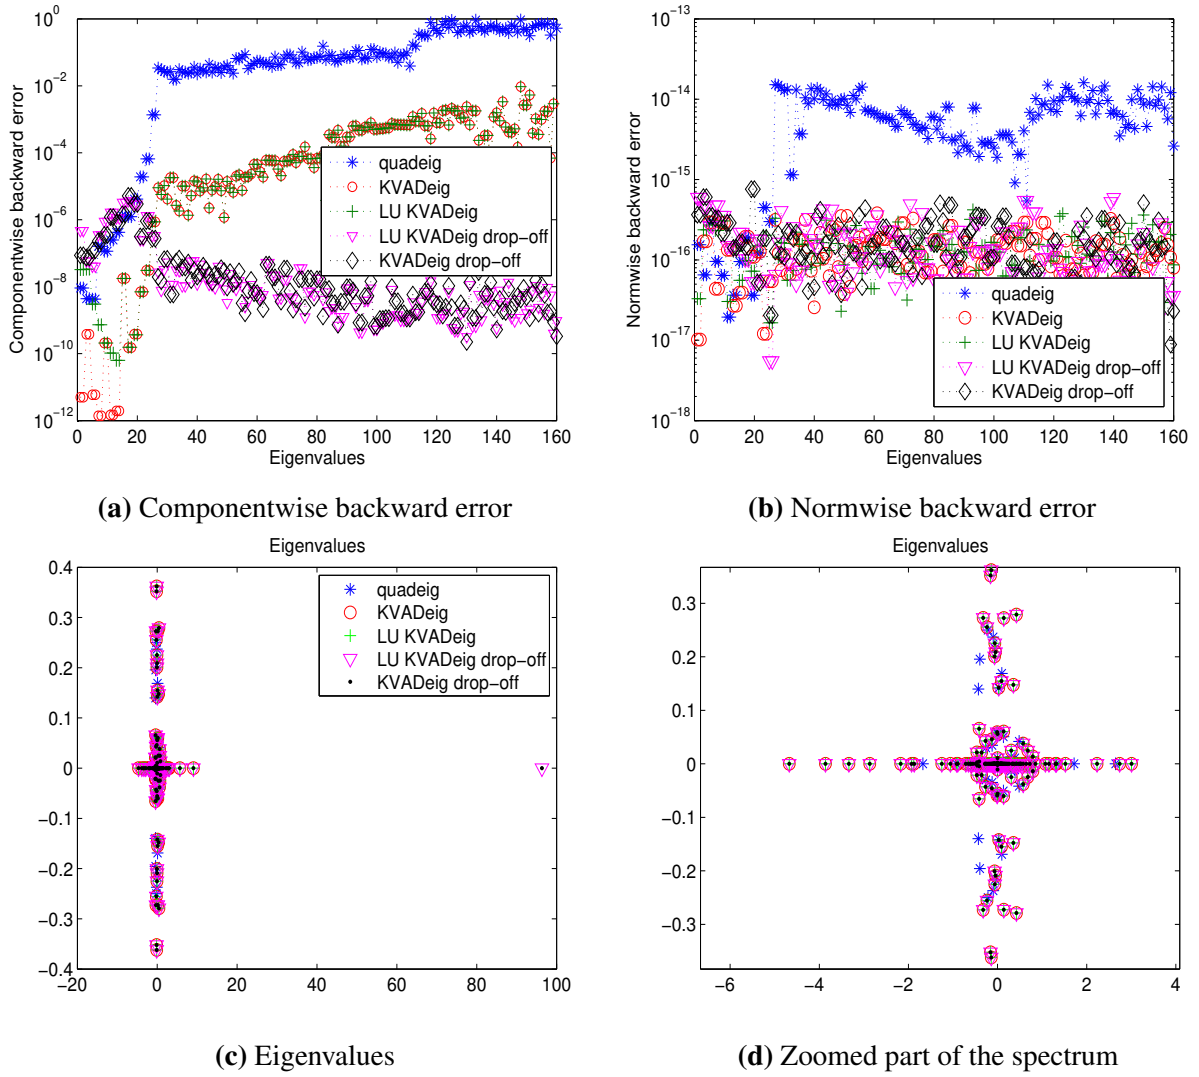 10^0
10^-2
10^-4
10^-6
10^-8
10^-10
10^-12
Componentwise backward error
0 20 40 60 80 100 120 140 160
Eigenvalues
quadeig
KVADeig
LU KVADeig
LU KVADeig drop-off
KVADeig drop-off
(a) Componentwise backward error
10^-13
10^-14
10^-15
10^-16
10^-17
10^-18
Normwise backward error
0 20 40 60 80 100 120 140 160
Eigenvalues
quadeig
KVADeig
LU KVADeig
LU KVADeig drop-off
KVADeig drop-off
(b) Normwise backward error
Eigenvalues
0.4
0.3
0.2
0.1
0
−0.1
−0.2
−0.3
−0.4
−20 0 20 40 60 80 100
quadeig
KVADeig
LU KVADeig
LU KVADeig drop-off
KVADeig drop-off
(c) Eigenvalues
Eigenvalues
0.3
0.2
0.1
0
−0.1
−0.2
−0.3
−6 −4 −2 0 2 4
(d) Zoomed part of the spectrum